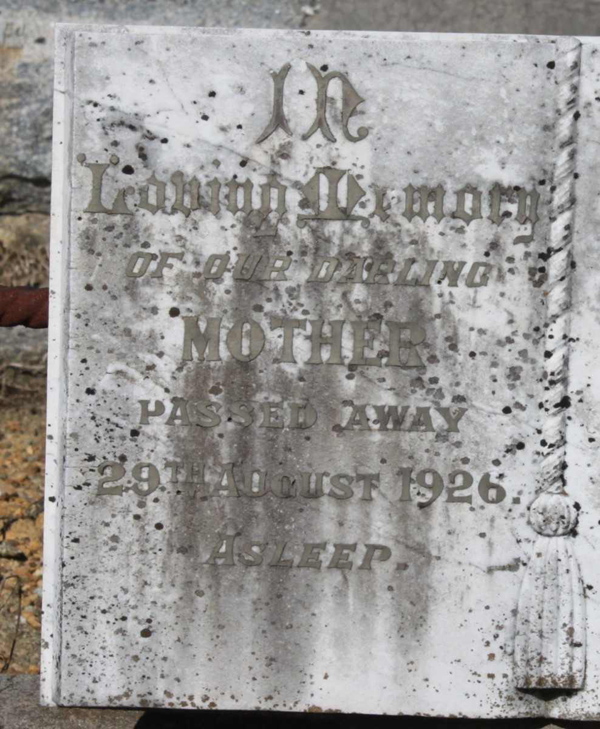 In
Loving Memory
OF OUR DARLING
MOTHER
PASSED AWAY
29TH AUGUST 1926.
ASLEEP.